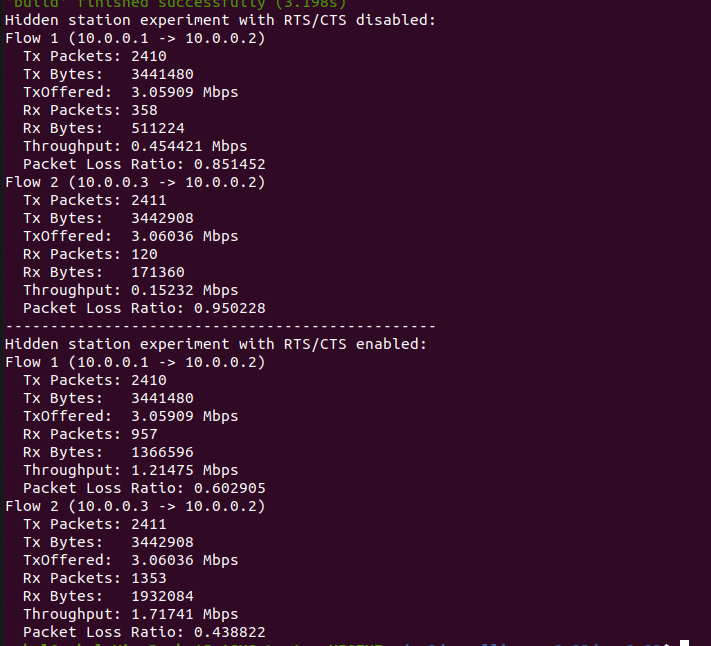 'build' finished successfully (3.198s)
Hidden station experiment with RTS/CTS disabled:
Flow 1 (10.0.0.1 -> 10.0.0.2)
  Tx Packets: 2410
  Tx Bytes:   3441480
  TxOffered:  3.05909 Mbps
  Rx Packets: 358
  Rx Bytes:   511224
  Throughput: 0.454421 Mbps
  Packet Loss Ratio: 0.851452
Flow 2 (10.0.0.3 -> 10.0.0.2)
  Tx Packets: 2411
  Tx Bytes:   3442908
  TxOffered:  3.06036 Mbps
  Rx Packets: 120
  Rx Bytes:   171360
  Throughput: 0.15232 Mbps
  Packet Loss Ratio: 0.950228
------------------------------------------------
Hidden station experiment with RTS/CTS enabled:
Flow 1 (10.0.0.1 -> 10.0.0.2)
  Tx Packets: 2410
  Tx Bytes:   3441480
  TxOffered:  3.05909 Mbps
  Rx Packets: 957
  Rx Bytes:   1366596
  Throughput: 1.21475 Mbps
  Packet Loss Ratio: 0.602905
Flow 2 (10.0.0.3 -> 10.0.0.2)
  Tx Packets: 2411
  Tx Bytes:   3442908
  TxOffered:  3.06036 Mbps
  Rx Packets: 1353
  Rx Bytes:   1932084
  Throughput: 1.71741 Mbps
  Packet Loss Ratio: 0.438822